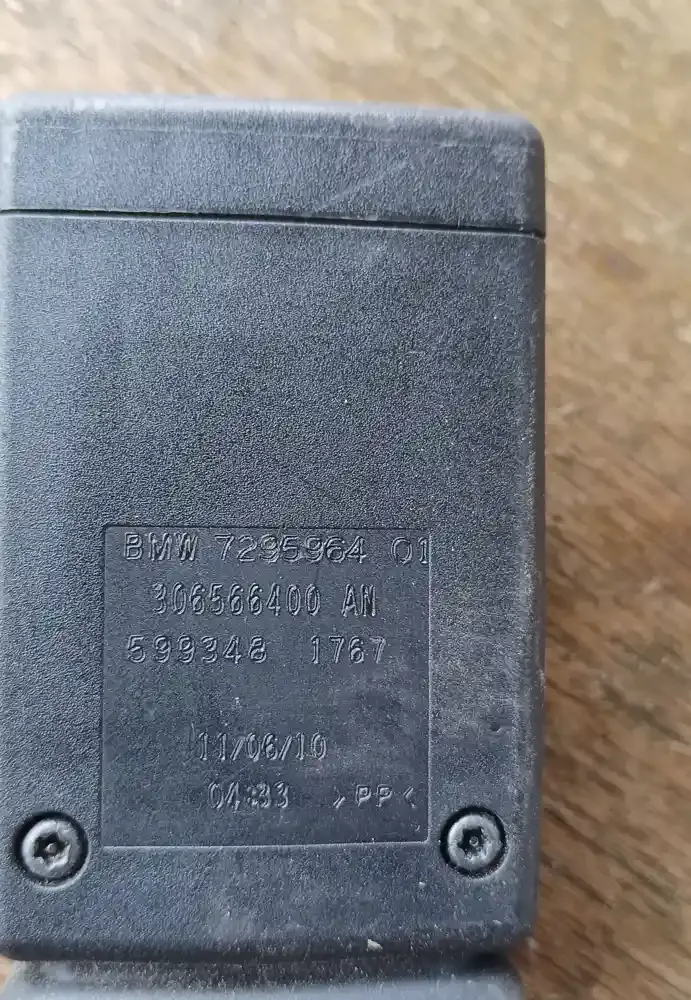 BMW 7295964 01
306566400 AN
599348 1767
11/06/10
04:33 >PP<